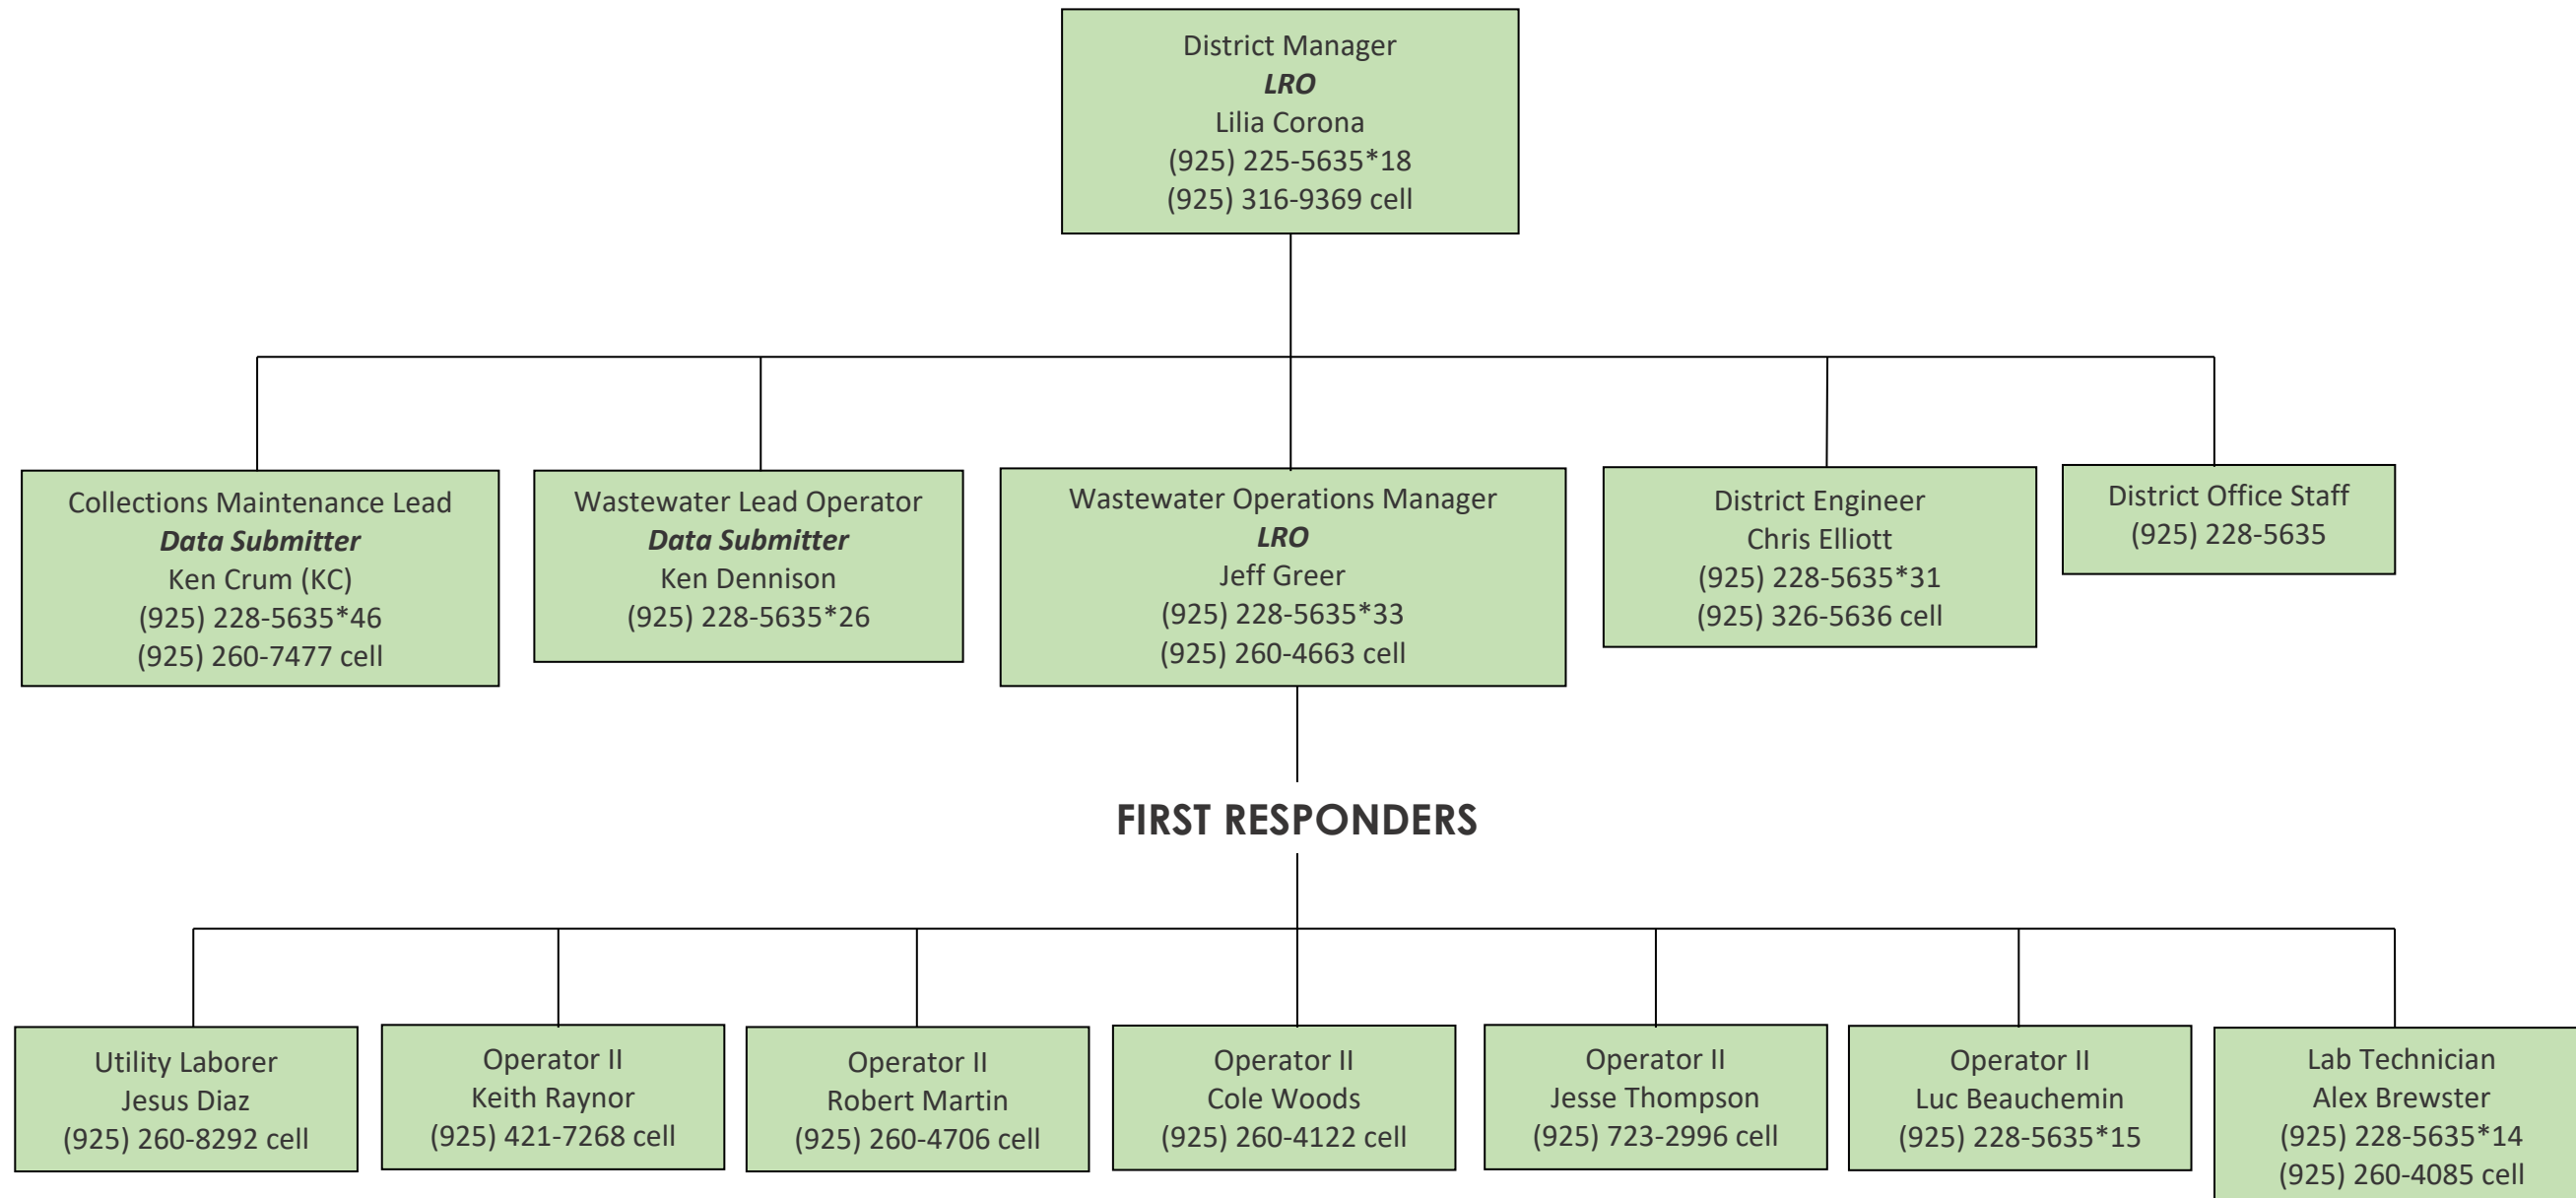 District Manager
LRO
Lilia Corona
(925) 225-5635*18
(925) 316-9369 cell
Collections Maintenance Lead
Data Submitter
Ken Crum (KC)
(925) 228-5635*46
(925) 260-7477 cell
Wastewater Lead Operator
Data Submitter
Ken Dennison
(925) 228-5635*26
Wastewater Operations Manager
LRO
Jeff Greer
(925) 228-5635*33
(925) 260-4663 cell
District Engineer
Chris Elliott
(925) 228-5635*31
(925) 326-5636 cell
District Office Staff
(925) 228-5635
FIRST RESPONDERS
Utility Laborer
Jesus Diaz
(925) 260-8292 cell
Operator II
Keith Raynor
(925) 421-7268 cell
Operator II
Robert Martin
(925) 260-4706 cell
Operator II
Cole Woods
(925) 260-4122 cell
Operator II
Jesse Thompson
(925) 723-2996 cell
Operator II
Luc Beauchemin
(925) 228-5635*15
Lab Technician
Alex Brewster
(925) 228-5635*14
(925) 260-4085 cell